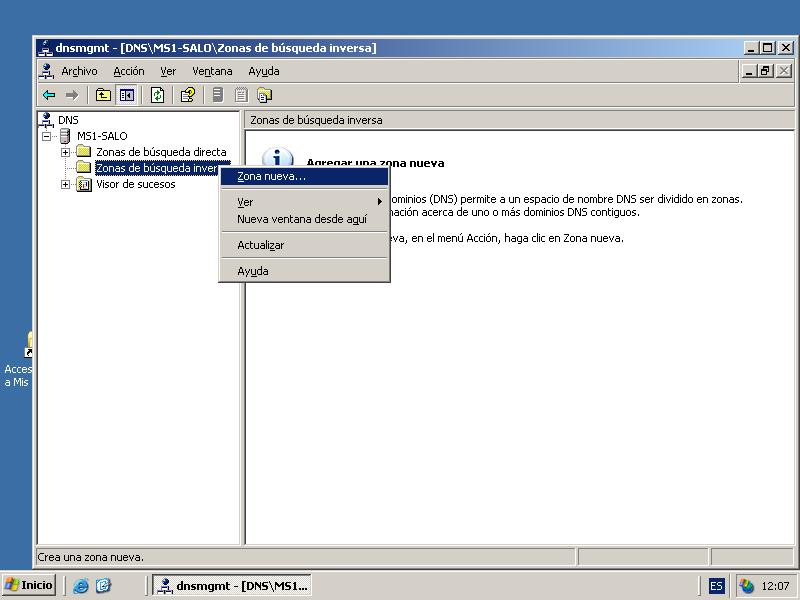 dnsmgmt - [DNS\MS1-SALO\Zonas de búsqueda inversa]
Archivo Acción Ver Ventana Ayuda
DNS
MS1-SALO
Zonas de búsqueda directa
Zonas de búsqueda inver
Visor de sucesos
Zonas de búsqueda inversa
Agregar una zona nueva
ominios (DNS) permite a un espacio de nombre DNS ser dividido en zonas.
nación acerca de uno o más dominios DNS contiguos.
eva, en el menú Acción, haga clic en Zona nueva.
Zona nueva...
Ver
Nueva ventana desde aquí
Actualizar
Ayuda
Acces
a Mis
Crea una zona nueva.
Inicio
dnsmgmt - [DNS\MS1...
ES
12:07